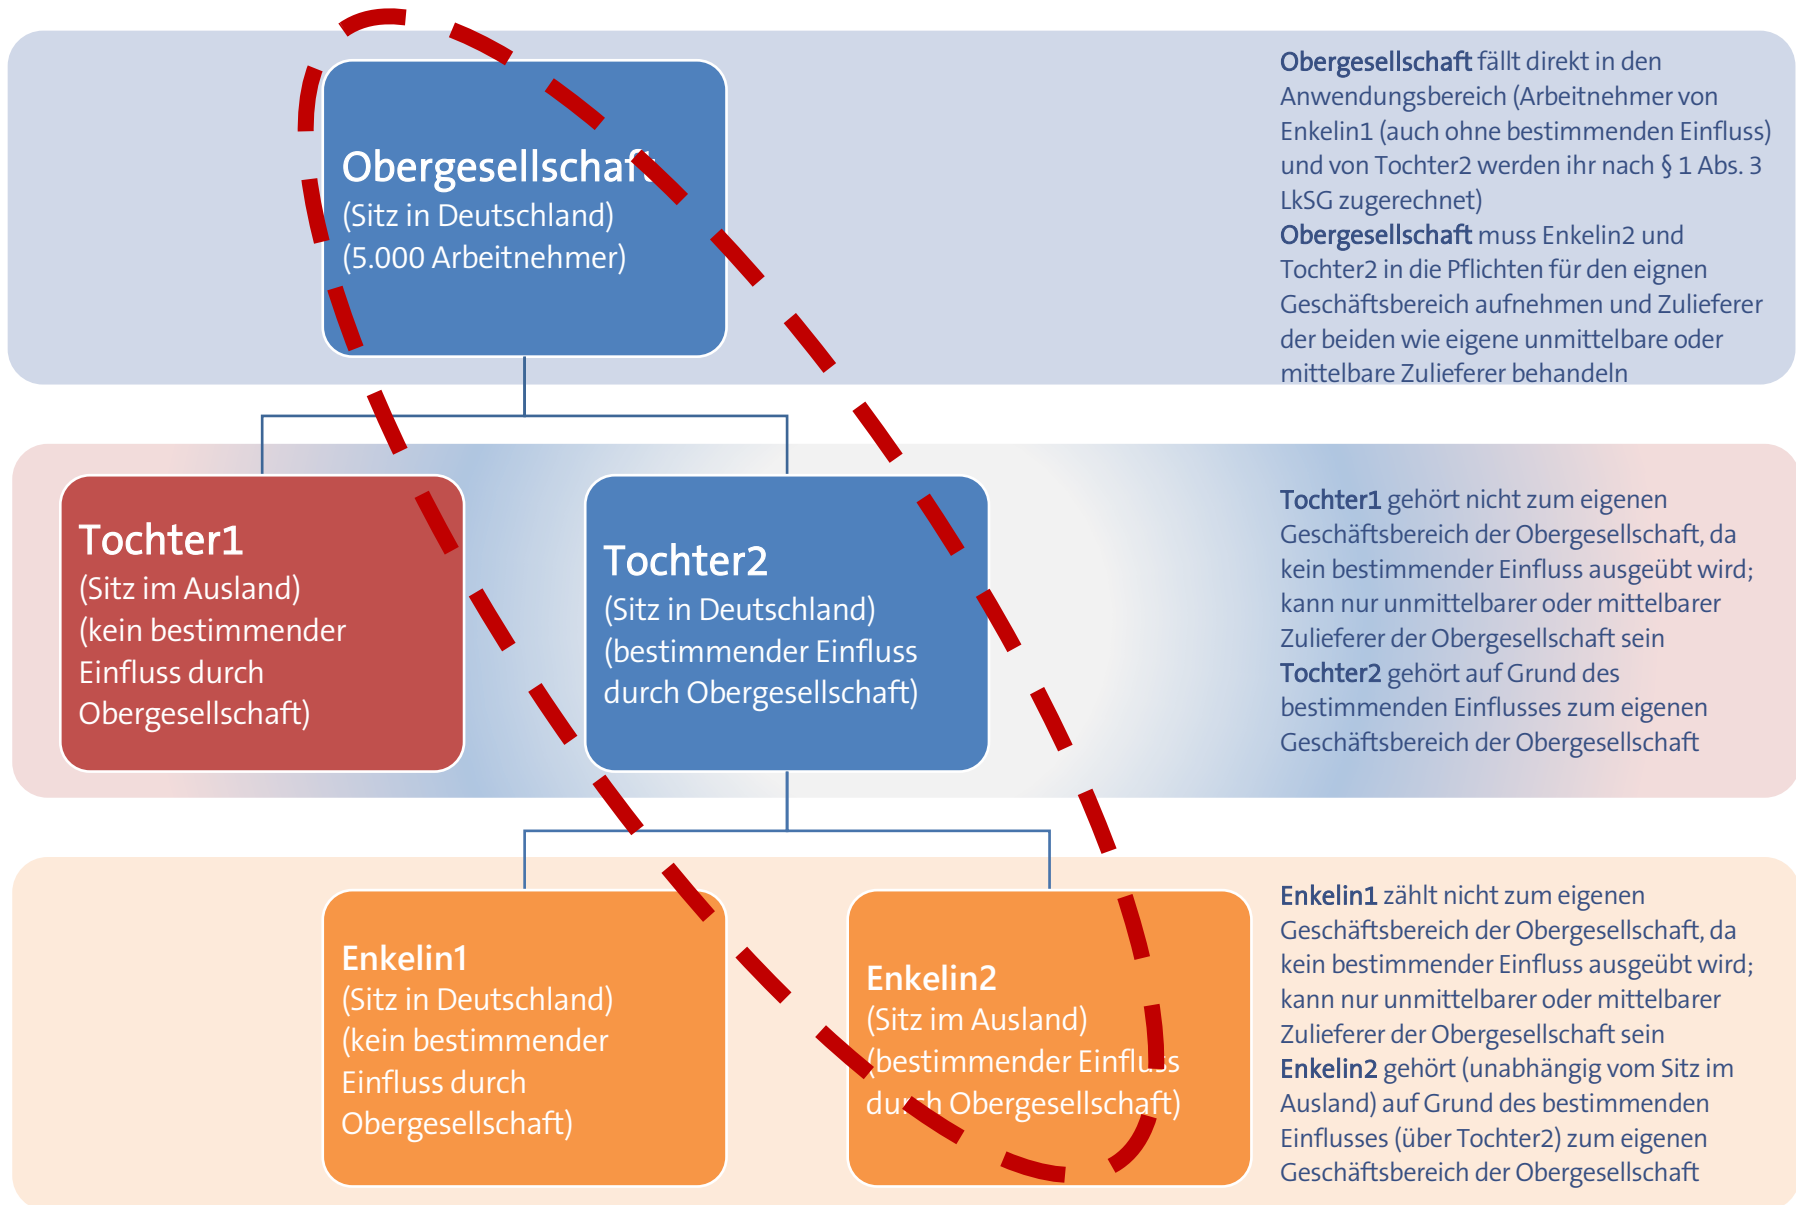 Obergesellschaft
(Sitz in Deutschland)
(5.000 Arbeitnehmer)
Obergesellschaft fällt direkt in den
Anwendungsbereich (Arbeitnehmer von
Enkelin1 (auch ohne bestimmenden Einfluss)
und von Tochter2 werden ihr nach § 1 Abs. 3
LkSG zugerechnet)
Obergesellschaft muss Enkelin2 und
Tochter2 in die Pflichten für den eignen
Geschäftsbereich aufnehmen und Zulieferer
der beiden wie eigene unmittelbare oder
mittelbare Zulieferer behandeln
Tochter1
(Sitz im Ausland)
(kein bestimmender
Einfluss durch
Obergesellschaft)
Tochter2
(Sitz in Deutschland)
(bestimmender Einfluss
durch Obergesellschaft)
Tochter1 gehört nicht zum eigenen
Geschäftsbereich der Obergesellschaft, da
kein bestimmender Einfluss ausgeübt wird;
kann nur unmittelbarer oder mittelbarer
Zulieferer der Obergesellschaft sein
Tochter2 gehört auf Grund des
bestimmenden Einflusses zum eigenen
Geschäftsbereich der Obergesellschaft
Enkelin1
(Sitz in Deutschland)
(kein bestimmender
Einfluss durch
Obergesellschaft)
Enkelin2
(Sitz im Ausland)
(bestimmender Einfluss
durch Obergesellschaft)
Enkelin1 zählt nicht zum eigenen
Geschäftsbereich der Obergesellschaft, da
kein bestimmender Einfluss ausgeübt wird;
kann nur unmittelbarer oder mittelbarer
Zulieferer der Obergesellschaft sein
Enkelin2 gehört (unabhängig vom Sitz im
Ausland) auf Grund des bestimmenden
Einflusses (über Tochter2) zum eigenen
Geschäftsbereich der Obergesellschaft